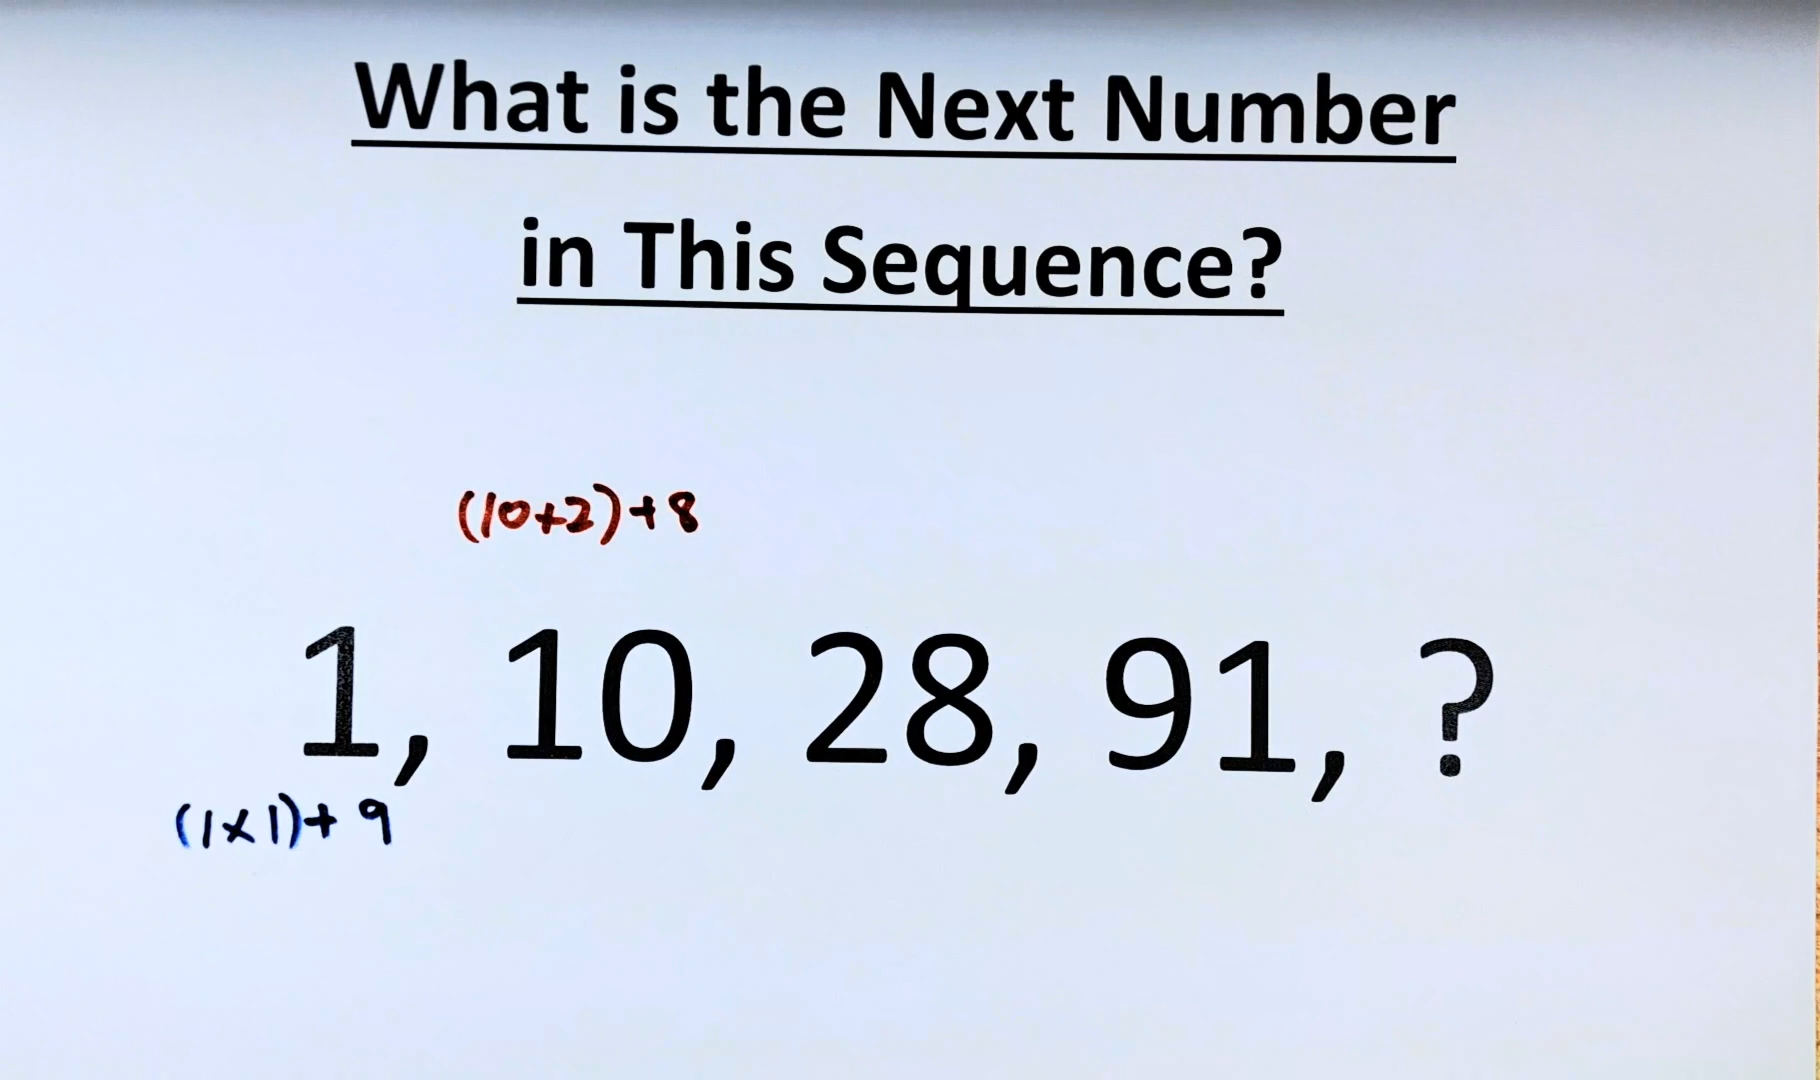 What is the Next Number
in This Sequence?
(10+2)+8
1, 10, 28, 91, ?
(1x1)+9